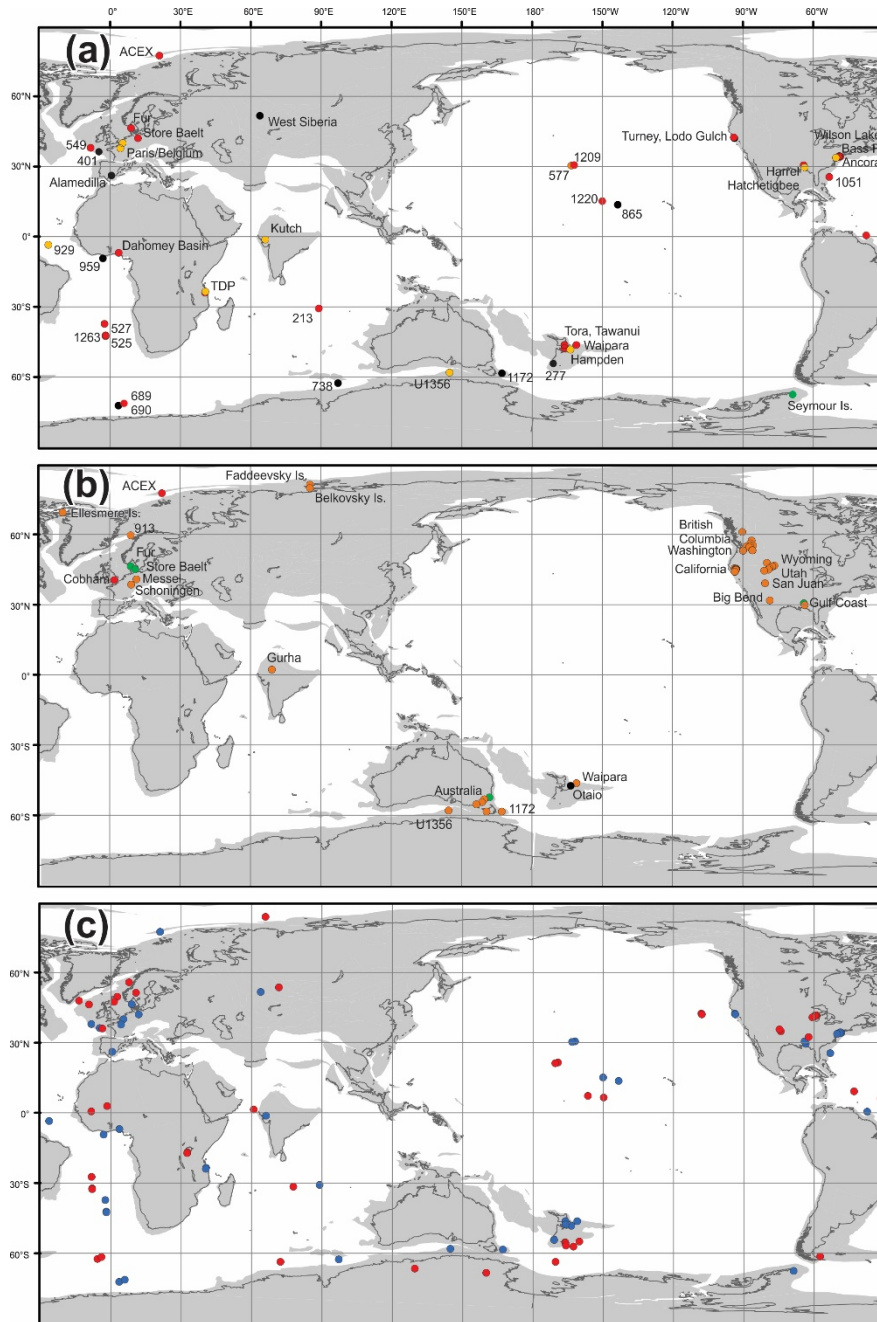 0° 30°E 60°E 90°E 120°E 150°E 180° 150°W 120°W 90°W 60°W
(a)
ACEX
60°N
Fur
West Siberia
Store Baelt
549
Paris/Belgium
401
Turney, Lodo Gulch
Wilson Lake
Bass
1209
30°N
577
Ancora
Harrel
Hatchetigbee
1051
Alamedilla
1220
865
Kutch
0°
929
Dahomey Basin
959
TDP
30°S
213
527
1263
525
Tora, Tawanui
Waipara
Hampden
60°S
738
U1356
1172
277
689
690
Seymour Is.
(b)
Faddeevsky Is.
ACEX
Belkovsky Is.
Ellesmere Is.
60°N
913
British
Columbia
Fur
Washington
Wyoming
Store Baelt
California
Utah
Cobham
Messel
Schoningen
San Juan
30°N
Big Bend
Gulf Coast
Gurha
0°
30°S
Waipara
Australia
Otaio
60°S
U1356
1172
(c)
60°N
30°N
0°
30°S
60°S